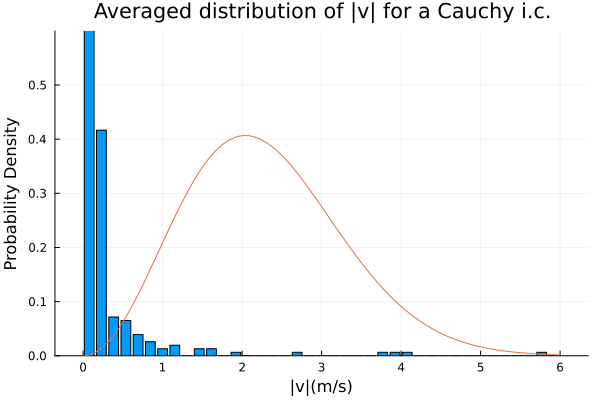 Averaged distribution of |v| for a Cauchy i.c.
Probability Density
0.5
0.4
0.3
0.2
0.1
0.0
0 1 2 3 4 5 6
|v|(m/s)